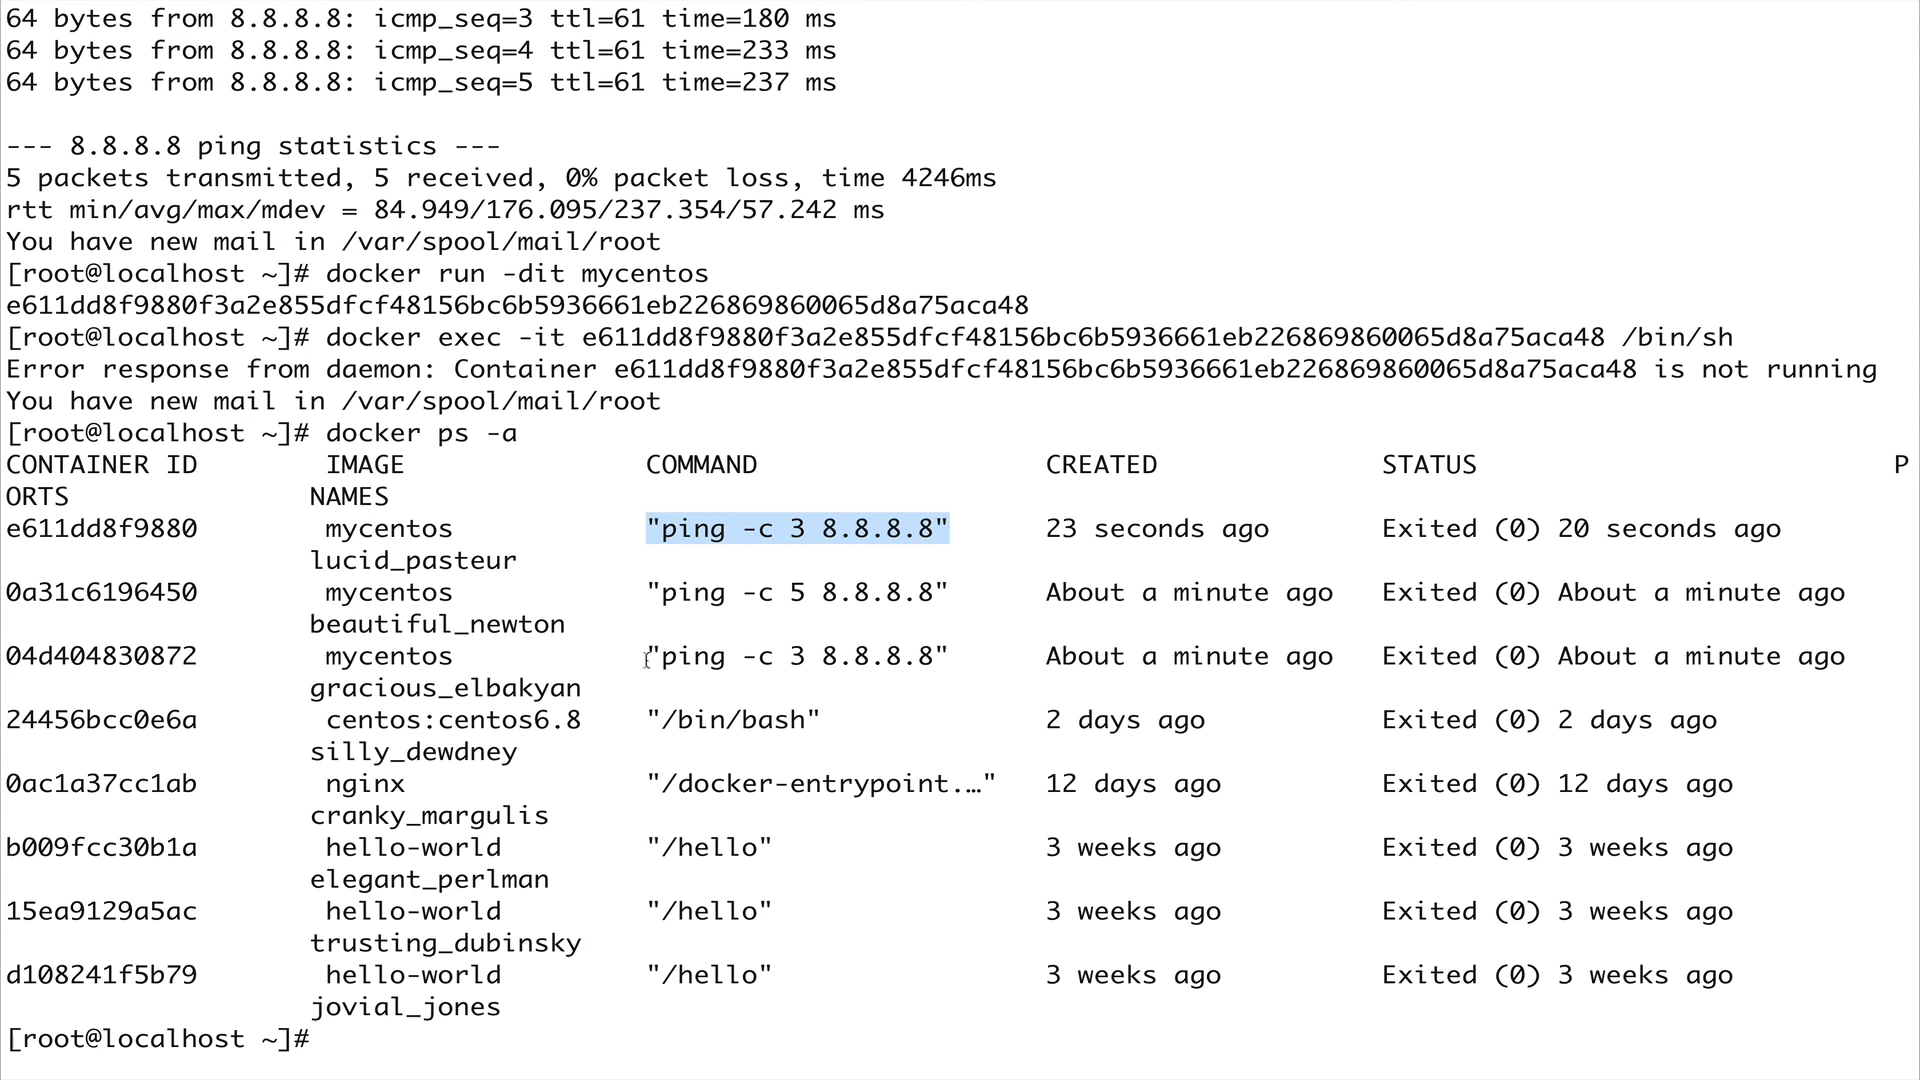 64 bytes from 8.8.8.8: icmp_seq=3 ttl=61 time=180 ms
64 bytes from 8.8.8.8: icmp_seq=4 ttl=61 time=233 ms
64 bytes from 8.8.8.8: icmp_seq=5 ttl=61 time=237 ms
--- 8.8.8.8 ping statistics ---
5 packets transmitted, 5 received, 0% packet loss, time 4246ms
rtt min/avg/max/mdev = 84.949/176.095/237.354/57.242 ms
You have new mail in /var/spool/mail/root
[root@localhost ~]# docker run -dit mycentos
e611dd8f9880f3a2e855dfcf48156bc6b5936661eb226869860065d8a75aca48
[root@localhost ~]# docker exec -it e611dd8f9880f3a2e855dfcf48156bc6b5936661eb226869860065d8a75aca48 /bin/sh
Error response from daemon: Container e611dd8f9880f3a2e855dfcf48156bc6b5936661eb226869860065d8a75aca48 is not running
You have new mail in /var/spool/mail/root
[root@localhost ~]# docker ps -a
CONTAINER ID        IMAGE               COMMAND                  CREATED              STATUS                          P
ORTS               NAMES
e611dd8f9880        mycentos            "ping -c 3 8.8.8.8"      23 seconds ago       Exited (0) 20 seconds ago
                   lucid_pasteur
0a31c6196450        mycentos            "ping -c 5 8.8.8.8"      About a minute ago   Exited (0) About a minute ago
                   beautiful_newton
04d404830872        mycentos            "ping -c 3 8.8.8.8"      About a minute ago   Exited (0) About a minute ago
                   gracious_elbakyan
24456bcc0e6a        centos:centos6.8    "/bin/bash"              2 days ago           Exited (0) 2 days ago
                   silly_dewdney
0ac1a37cc1ab        nginx               "/docker-entrypoint.…"   12 days ago          Exited (0) 12 days ago
                   cranky_margulis
b009fcc30b1a        hello-world         "/hello"                 3 weeks ago          Exited (0) 3 weeks ago
                   elegant_perlman
15ea9129a5ac        hello-world         "/hello"                 3 weeks ago          Exited (0) 3 weeks ago
                   trusting_dubinsky
d108241f5b79        hello-world         "/hello"                 3 weeks ago          Exited (0) 3 weeks ago
                   jovial_jones
[root@localhost ~]#